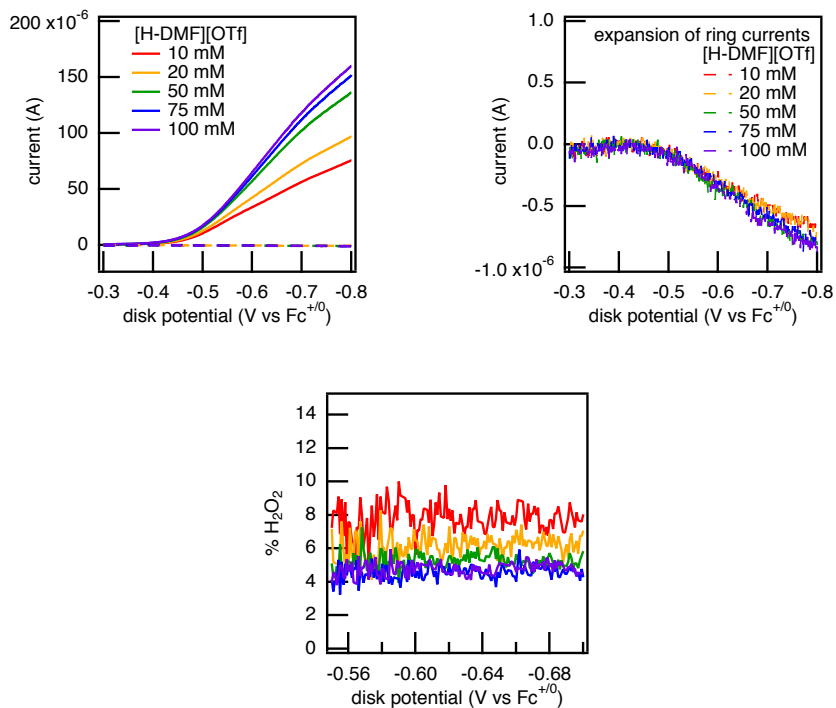 200 x10⁻⁶
150
100
50
0
current (A)
[H-DMF][OTf]
10 mM
20 mM
50 mM
75 mM
100 mM
-0.3 -0.4 -0.5 -0.6 -0.7 -0.8
disk potential (V vs Fc⁺/⁰)
1.0
0.5
0.0
-0.5
-1.0 x10⁻⁶
current (A)
expansion of ring currents
[H-DMF][OTf]
10 mM
20 mM
50 mM
75 mM
100 mM
-0.3 -0.4 -0.5 -0.6 -0.7 -0.8
disk potential (V vs Fc⁺/⁰)
14
12
10
8
6
4
2
0
% H₂O₂
-0.56 -0.60 -0.64 -0.68
disk potential (V vs Fc⁺/⁰)